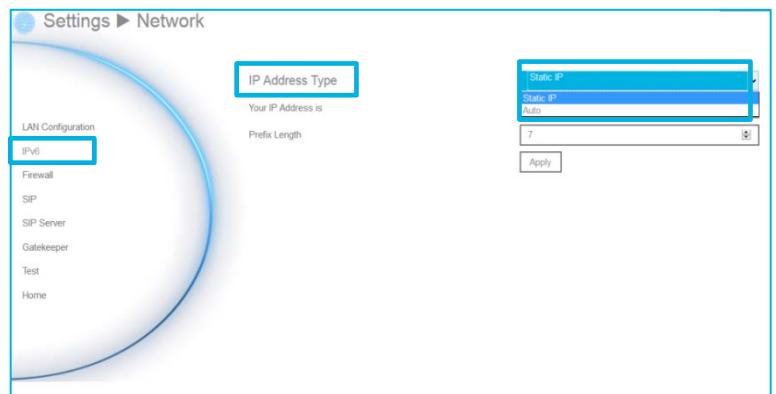 Settings ▶ Network
IP Address Type
Static IP
Static IP
Auto
Your IP Address is
LAN Configuration
Prefix Length
7
IPv6
Apply
Firewall
SIP
SIP Server
Gatekeeper
Test
Home